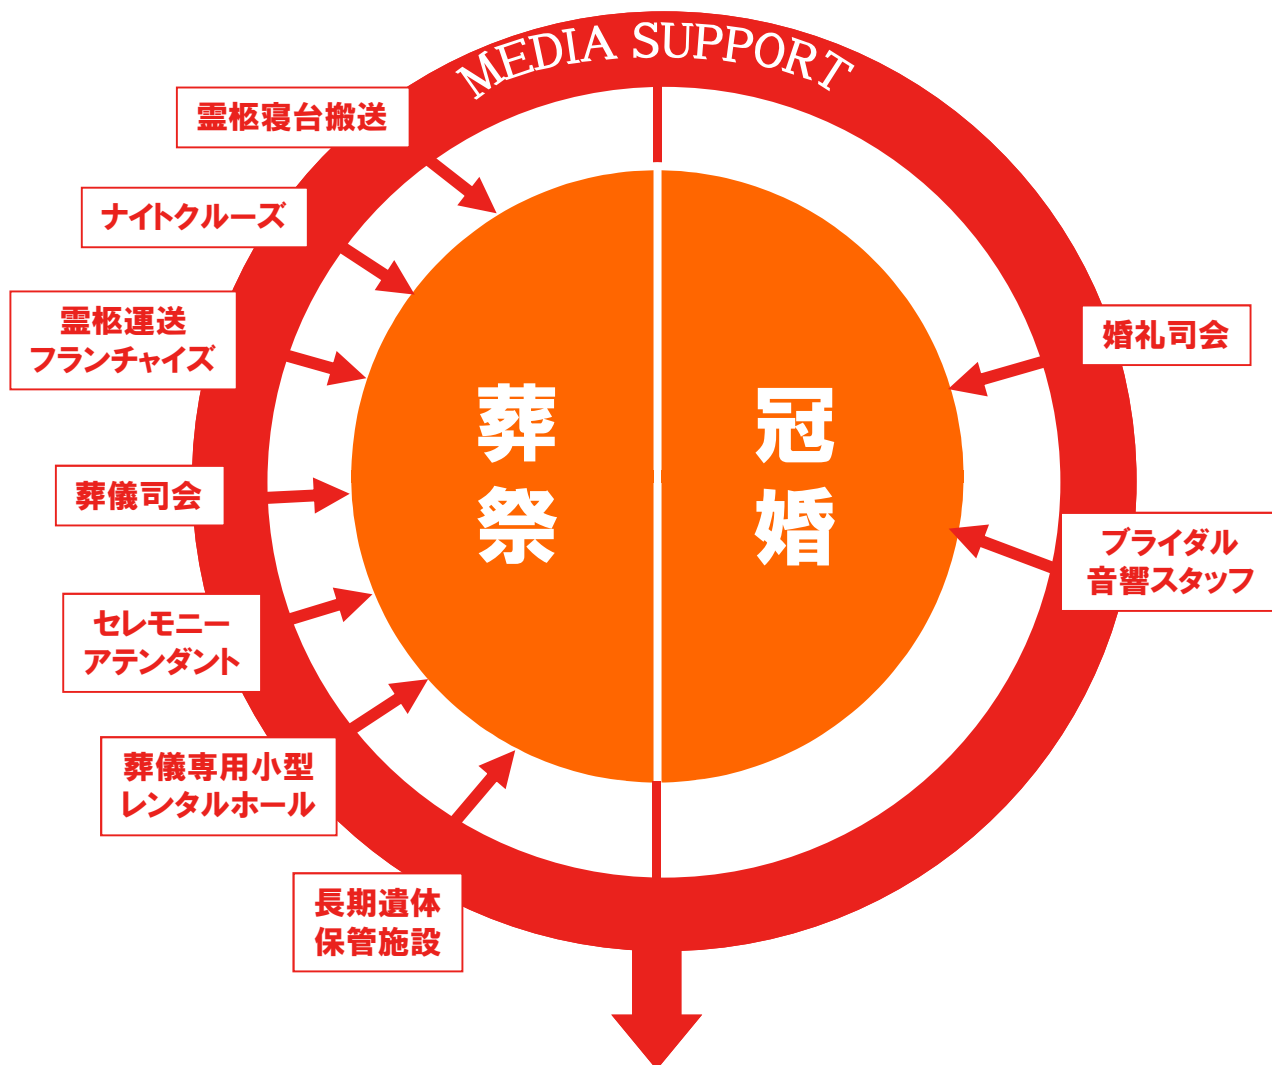 MEDIA SUPPORT
霊柩寝台搬送
ナイトクルーズ
霊柩運送
フランチャイズ
葬儀司会
セレモニー
アテンダント
葬儀専用小型
レンタルホール
長期遺体
保管施設
葬祭
冠婚
婚礼司会
ブライダル
音響スタッフ